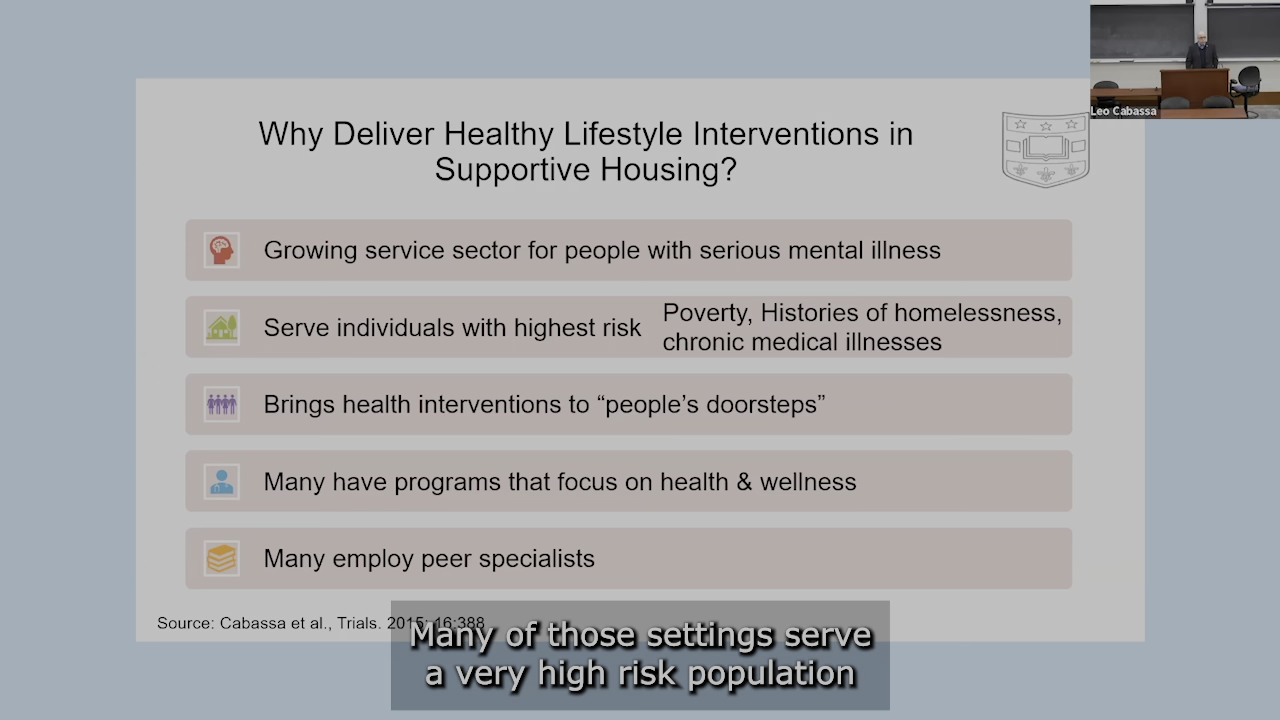 Leo Cabassa
Why Deliver Healthy Lifestyle Interventions in
Supportive Housing?
Growing service sector for people with serious mental illness
Serve individuals with highest risk
Poverty, Histories of homelessness,
chronic medical illnesses
Brings health interventions to “people’s doorsteps”
Many have programs that focus on health & wellness
Many employ peer specialists
Source: Cabassa et al., Trials. 2015; 16:388
Many of those settings serve
a very high risk population